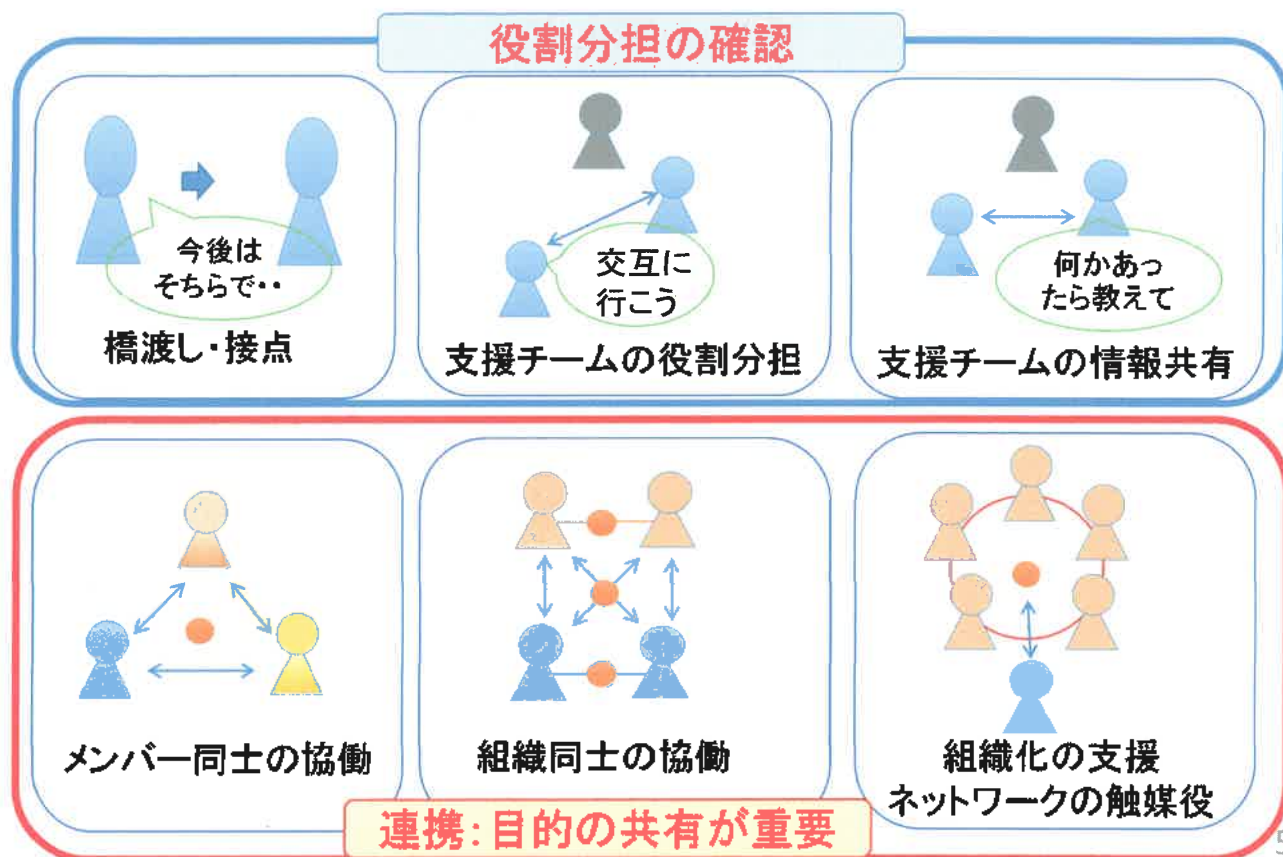 役割分担の確認
今後は
そちらで・・
橋渡し・接点
交互に
行こう
支援チームの役割分担
何かあっ
たら教えて
支援チームの情報共有
メンバー同士の協働
組織同士の協働
組織化の支援
ネットワークの触媒役
連携：目的の共有が重要